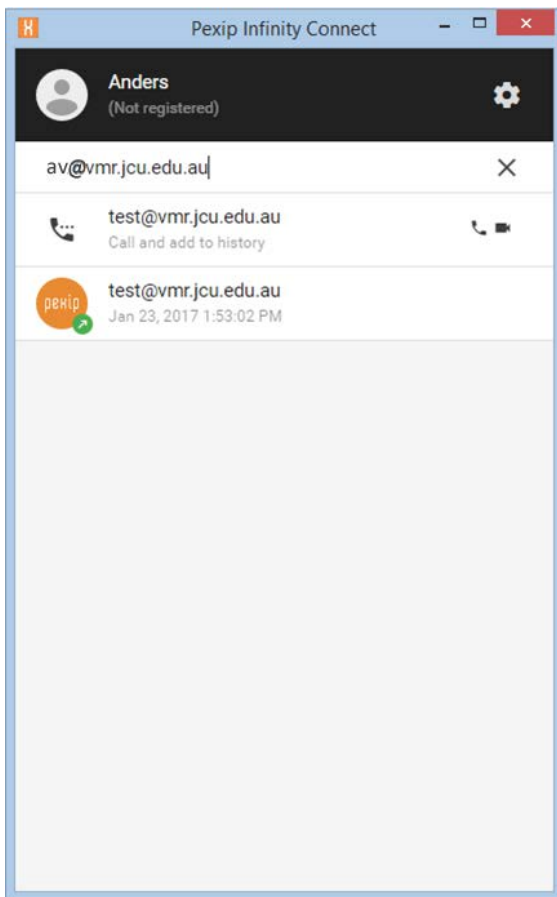 Pexip Infinity Connect
Anders
(Not registered)
av@vmr.jcu.edu.au
test@vmr.jcu.edu.au
Call and add to history
pexip
test@vmr.jcu.edu.au
Jan 23, 2017 1:53:02 PM